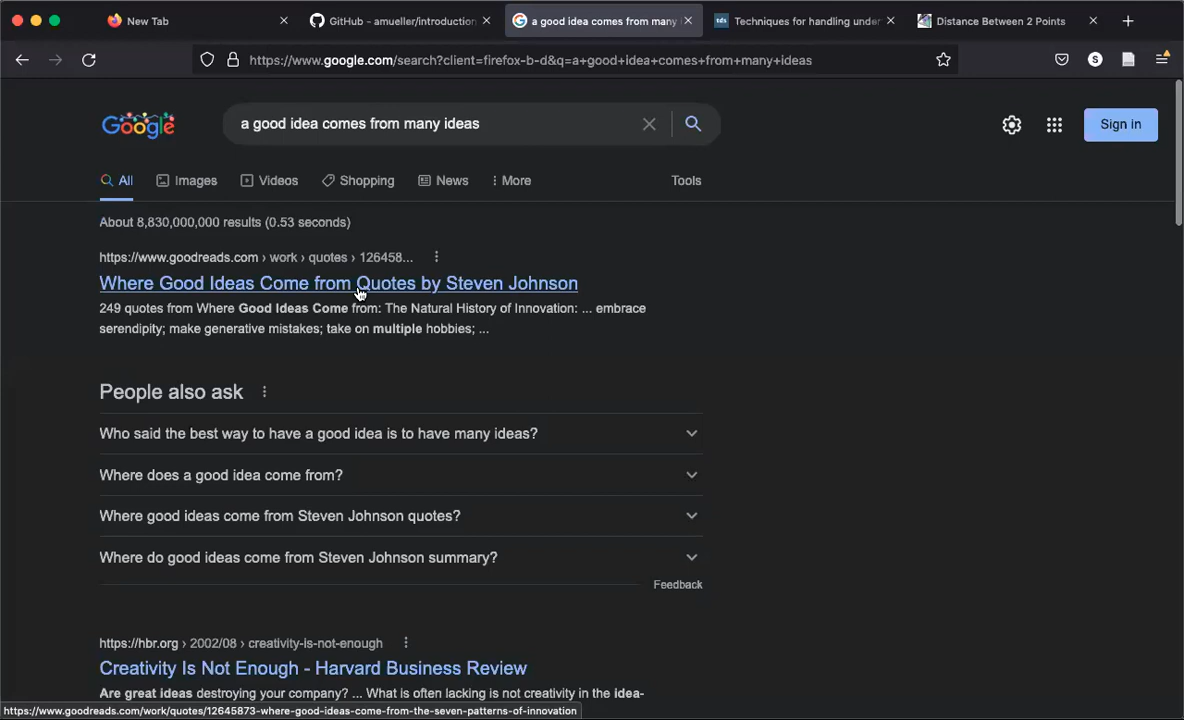 New Tab
GitHub – amueller/introduction
a good idea comes from many
tds
Techniques for handling under
Distance Between 2 Points
https://www.google.com/search?client=firefox-b-d&q=a+good+idea+comes+from+many+ideas
S
Google
a good idea comes from many ideas
Sign in
All
Images
Videos
Shopping
News
More
Tools
About 8,830,000,000 results (0.53 seconds)
https://www.goodreads.com › work › quotes › 126458...
Where Good Ideas Come from Quotes by Steven Johnson
249 quotes from Where Good Ideas Come from: The Natural History of Innovation: ... embrace
serendipity; make generative mistakes; take on multiple hobbies; ...
People also ask
Who said the best way to have a good idea is to have many ideas?
Where does a good idea come from?
Where good ideas come from Steven Johnson quotes?
Where do good ideas come from Steven Johnson summary?
Feedback
https://hbr.org › 2002/08 › creativity-is-not-enough
Creativity Is Not Enough - Harvard Business Review
Are great ideas destroying your company? ... What is often lacking is not creativity in the idea-
https://www.goodreads.com/work/quotes/12645873-where-good-ideas-come-from-the-seven-patterns-of-innovation